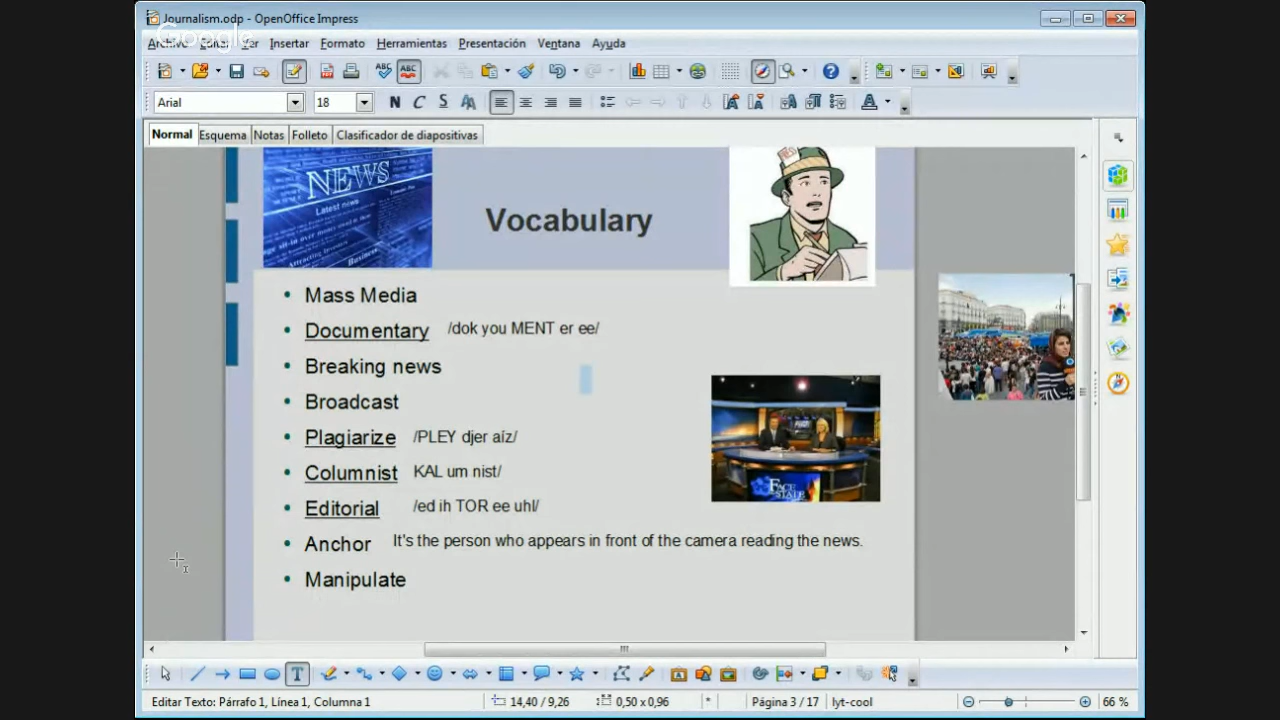 Journalism.odp - OpenOffice Impress
Google
Archivo Editar Ver Insertar Formato Herramientas Presentación Ventana Ayuda
Arial 18 N C S
Normal Esquema Notas Folleto Clasificador de diapositivas
NEWS
Latest news
Business
Vocabulary
Mass Media
Documentary /dok you MENT er ee/
Breaking news
Broadcast
Plagiarize /PLEY djer aíz/
Columnist KAL um nist/
Editorial /ed ih TOR ee uhl/
FACE STATE
Anchor It's the person who appears in front of the camera reading the news.
Manipulate
Editar Texto: Párrafo 1, Línea 1, Columna 1 14,40 / 9,26 0,50 x 0,96 * Página 3 / 17 lyt-cool 66 %